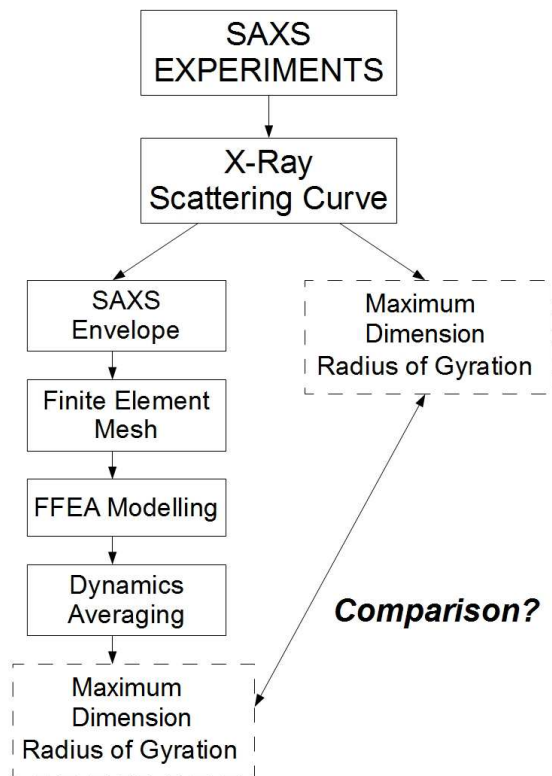 SAXS
EXPERIMENTS
X-Ray
Scattering Curve
SAXS
Envelope
Maximum
Dimension
Radius of Gyration
Finite Element
Mesh
FFEA Modelling
Dynamics
Averaging
Comparison?
Maximum
Dimension
Radius of Gyration